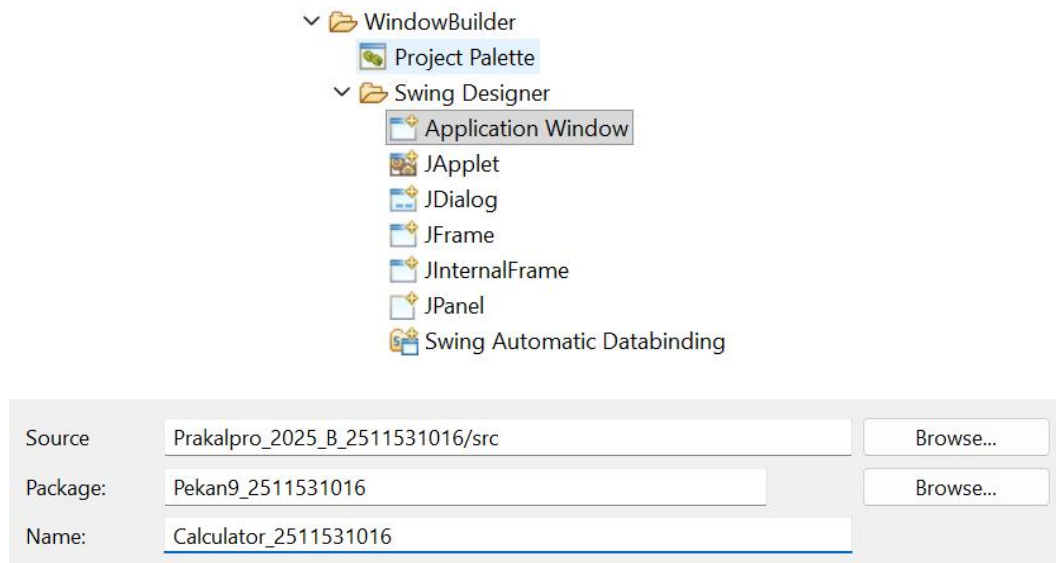 WindowBuilder
Project Palette
Swing Designer
Application Window
JApplet
JDialog
JFrame
JInternalFrame
JPanel
Swing Automatic Databinding
Source Prakalpro_2025_B_2511531016/src Browse...
Package: Pekan9_2511531016 Browse...
Name: Calculator_2511531016